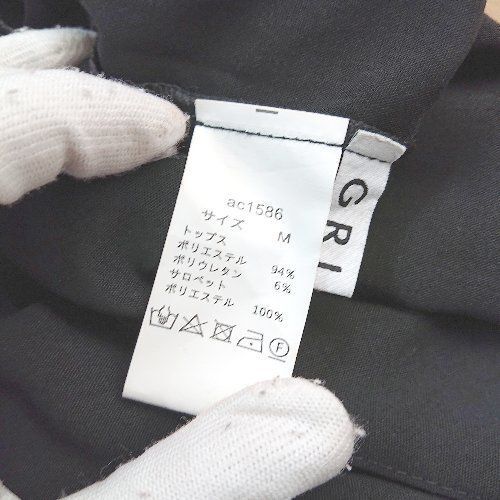 ac1586
サイズ M
トップス
ポリエステル 94%
ポリウレタン 6%
サロペット
ポリエステル 100%
F
GRI